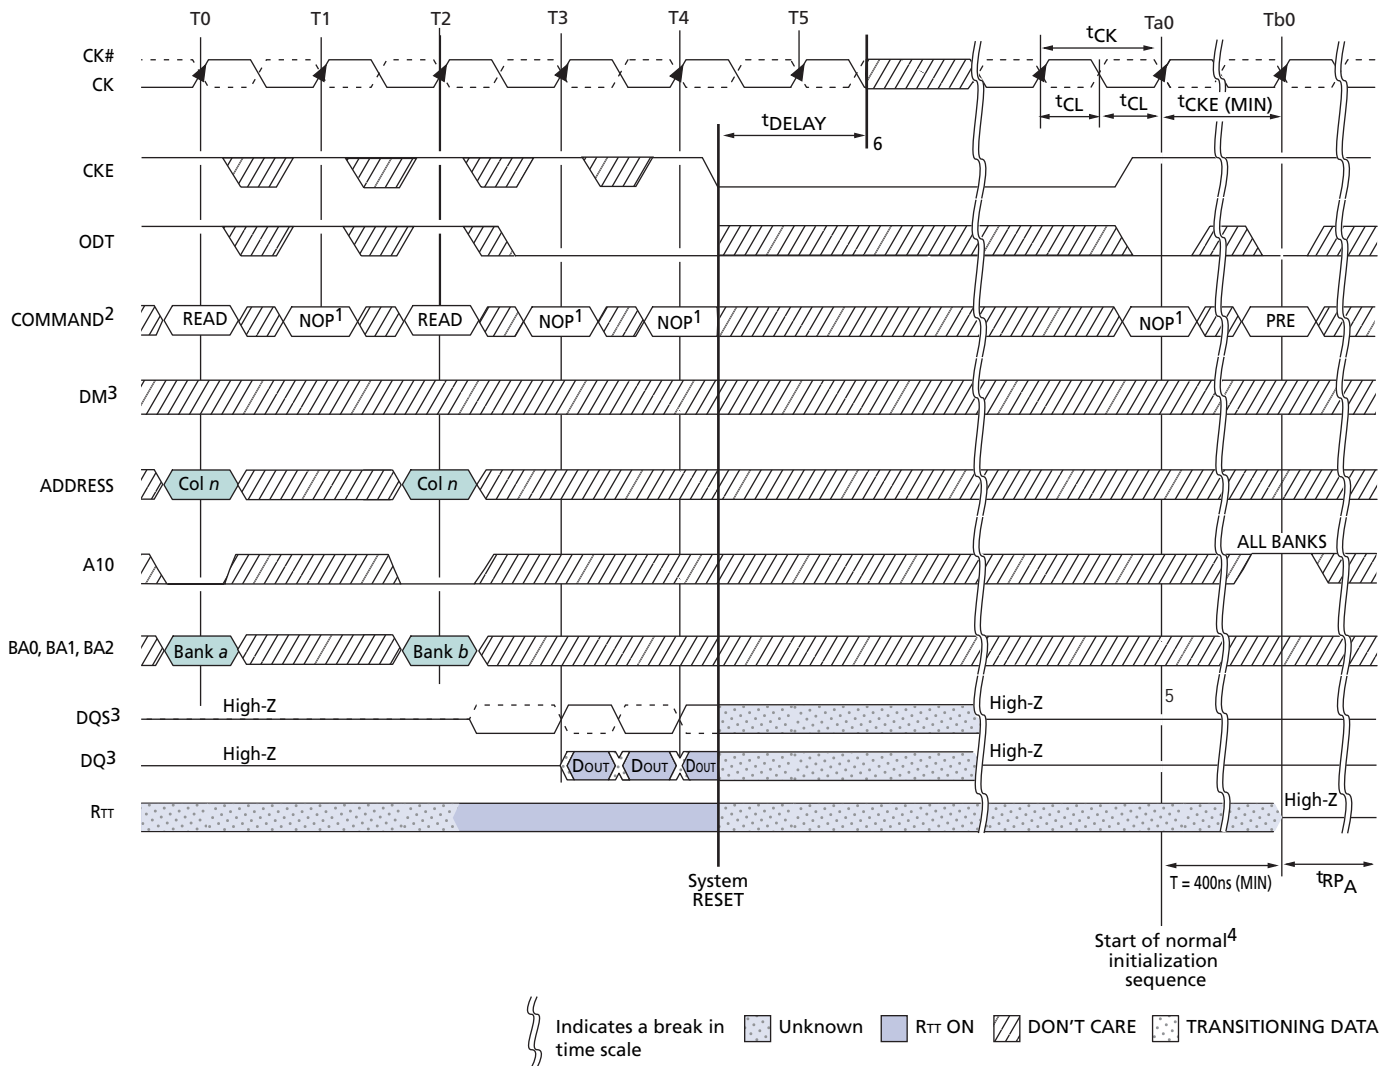 T0 T1 T2 T3 T4 T5 Ta0 Tb0
CK#
CK
tCK
tCL tCL tCKE (MIN)
tDELAY
6
CKE
ODT
COMMAND2 READ NOP1 READ NOP1 NOP1 NOP1 PRE
DM3
ADDRESS Col n Col n
A10 ALL BANKS
BA0, BA1, BA2 Bank a Bank b
DQS3 High-Z High-Z 5
DQ3 High-Z DOUT DOUT DOUT High-Z
RTT High-Z
System
RESET
T = 400ns (MIN) tRPA
Start of normal4
initialization
sequence
Indicates a break in
time scale
Unknown RTT ON DON'T CARE TRANSITIONING DATA